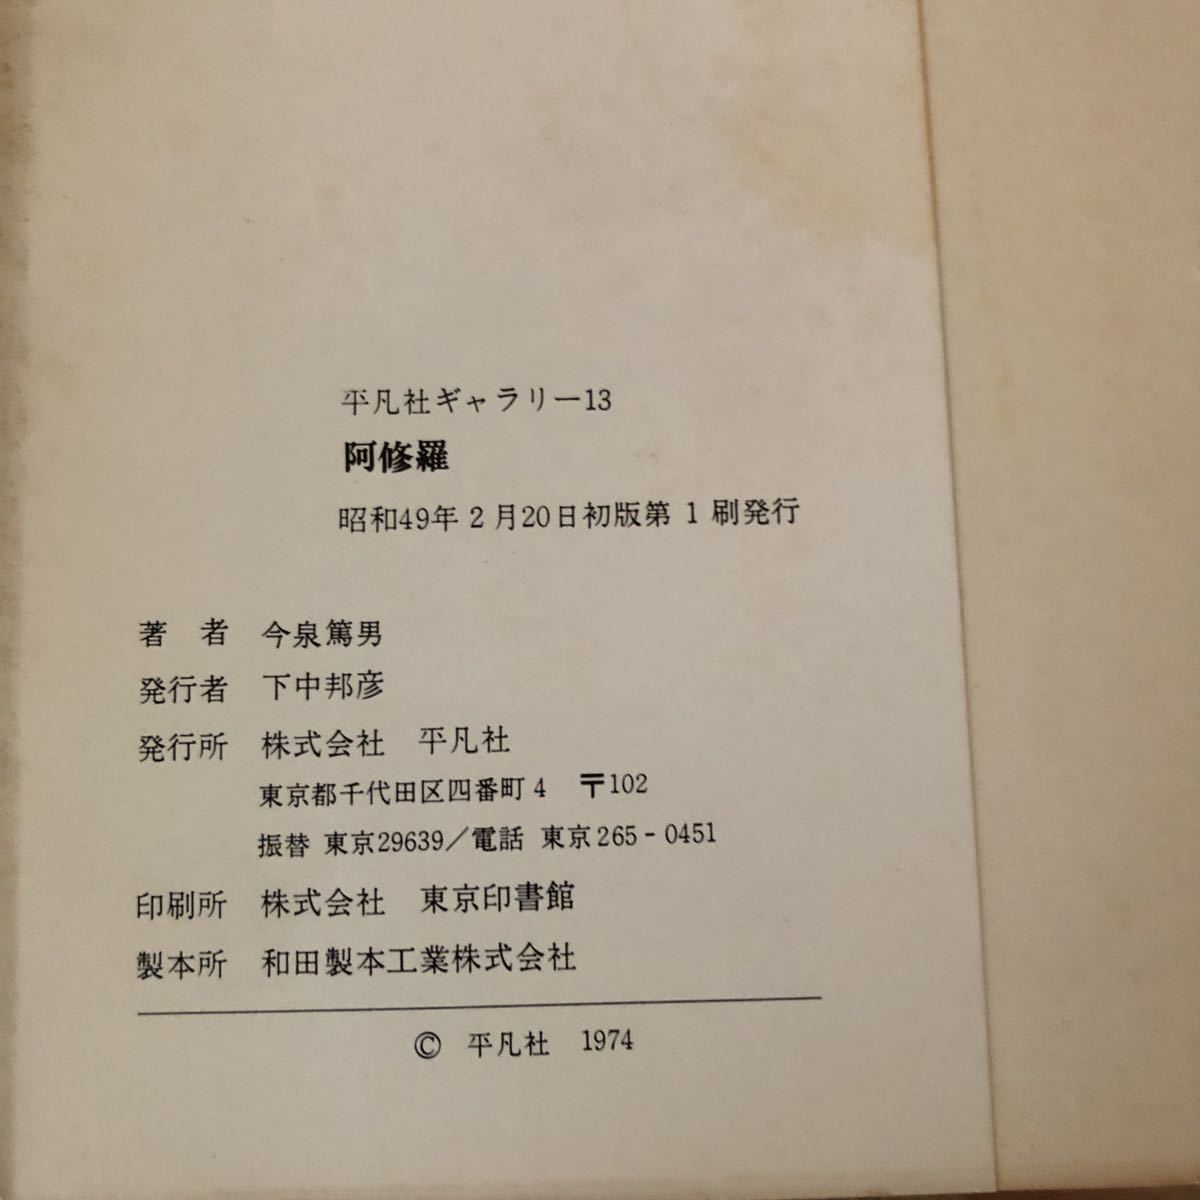 平凡社ギャラリー13
阿修羅
昭和49年2月20日初版第1刷発行
著 者 今泉篤男
発行者 下中邦彦
発行所 株式会社 平凡社
東京都千代田区四番町4 〒102
振替 東京29639/電話 東京265-0451
印刷所 株式会社 東京印書館
製本所 和田製本工業株式会社
© 平凡社 1974